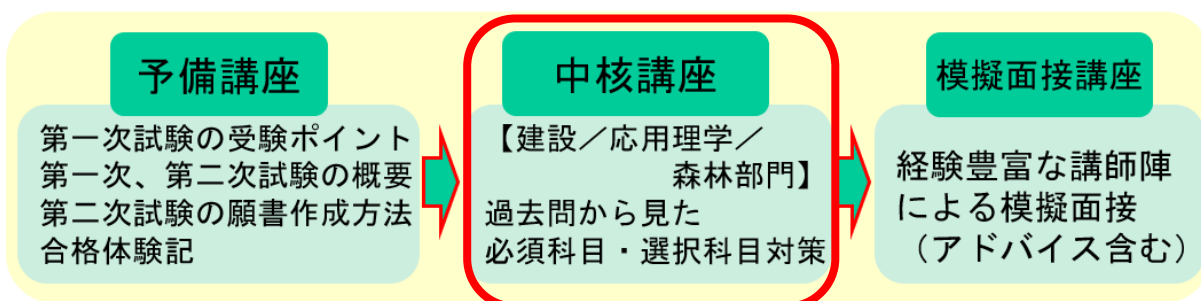 予備講座
第一次試験の受験ポイント
第一次、第二次試験の概要
第二次試験の願書作成方法
合格体験記
中核講座
【建設／応用理学／
森林部門】
過去問から見た
必須科目・選択科目対策
模擬面接講座
経験豊富な講師陣
による模擬面接
（アドバイス含む）